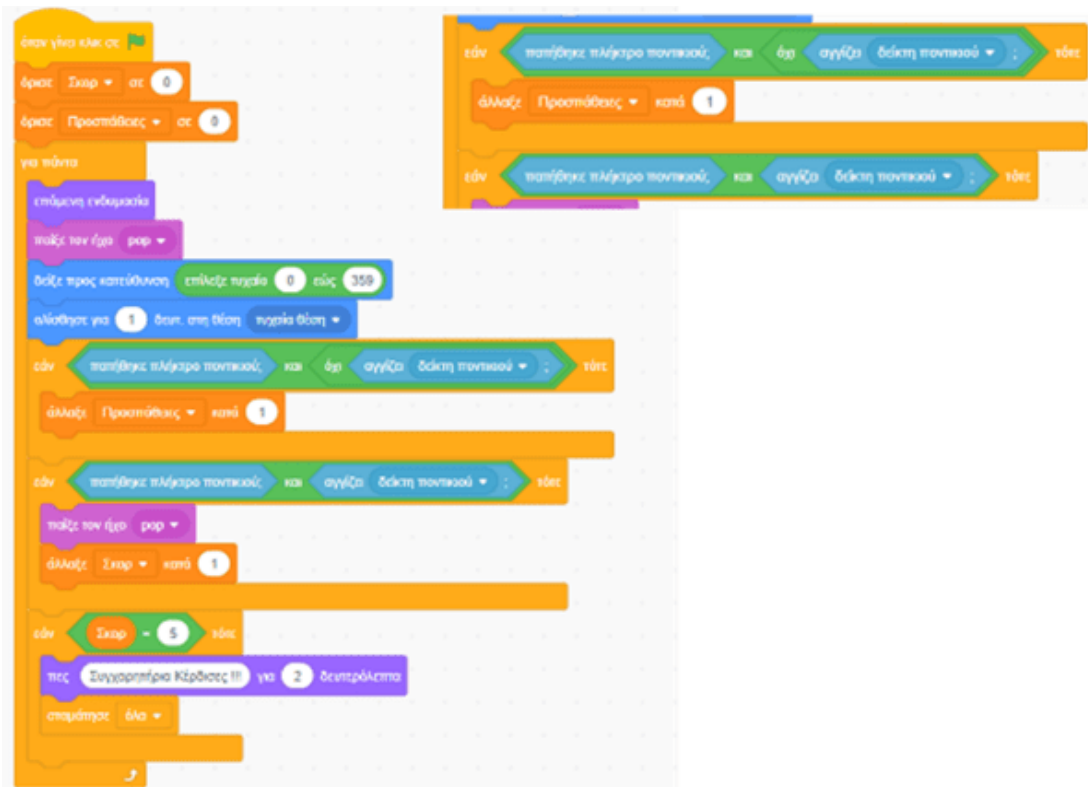 όταν γίνει κλικ σε
όρισε Σκορ σε 0
όρισε Προσπάθειες σε 0
για πάντα
επόμενη ενδυμασία
παίξε τον ήχο pop
δείξε προς κατεύθυνση επίλεξε τυχαίο 0 εώς 359
ολίσθησε για 1 δευτ. στη θέση τυχαία θέση
εάν πατήθηκε πλήκτρο ποντικιού; και όχι αγγίζει δείκτη ποντικιού ; τότε
άλλαξε Προσπάθειες κατά 1
εάν πατήθηκε πλήκτρο ποντικιού; και αγγίζει δείκτη ποντικιού ; τότε
παίξε τον ήχο pop
άλλαξε Σκορ κατά 1
εάν Σκορ = 5 τότε
πες Συγχαρητήρια Κέρδισες !!! για 2 δευτερόλεπτα
σταμάτησε όλα
εάν πατήθηκε πλήκτρο ποντικιού; και όχι αγγίζει δείκτη ποντικιού ; τότε
άλλαξε Προσπάθειες κατά 1
εάν πατήθηκε πλήκτρο ποντικιού; και αγγίζει δείκτη ποντικιού ; τότε